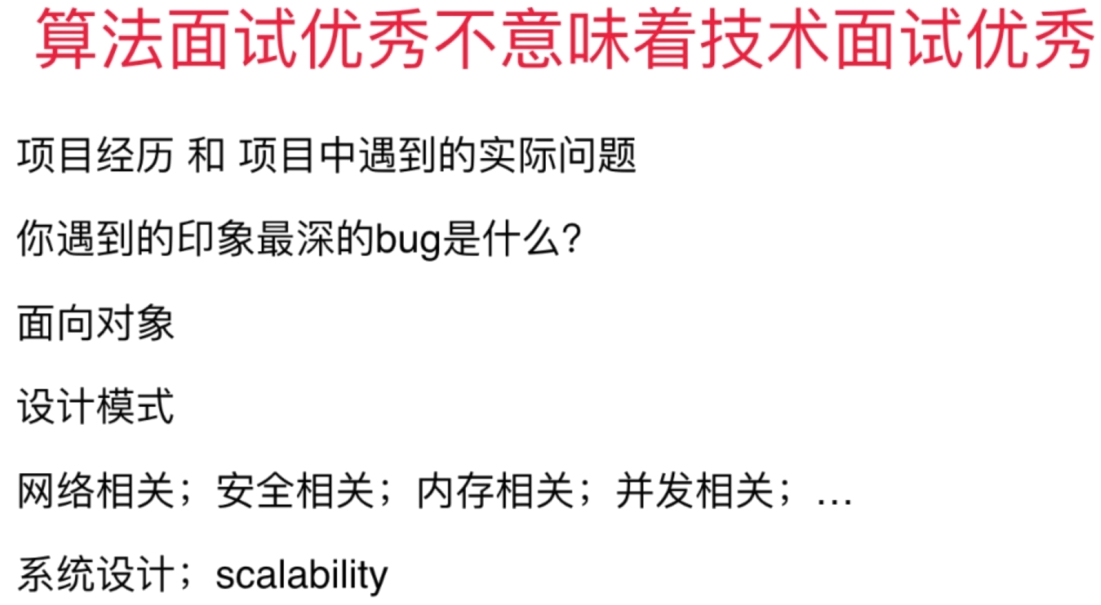 算法面试优秀不意味着技术面试优秀
项目经历 和 项目中遇到的实际问题
你遇到的印象最深的bug是什么?
面向对象
设计模式
网络相关；安全相关；内存相关；并发相关；…
系统设计；scalability